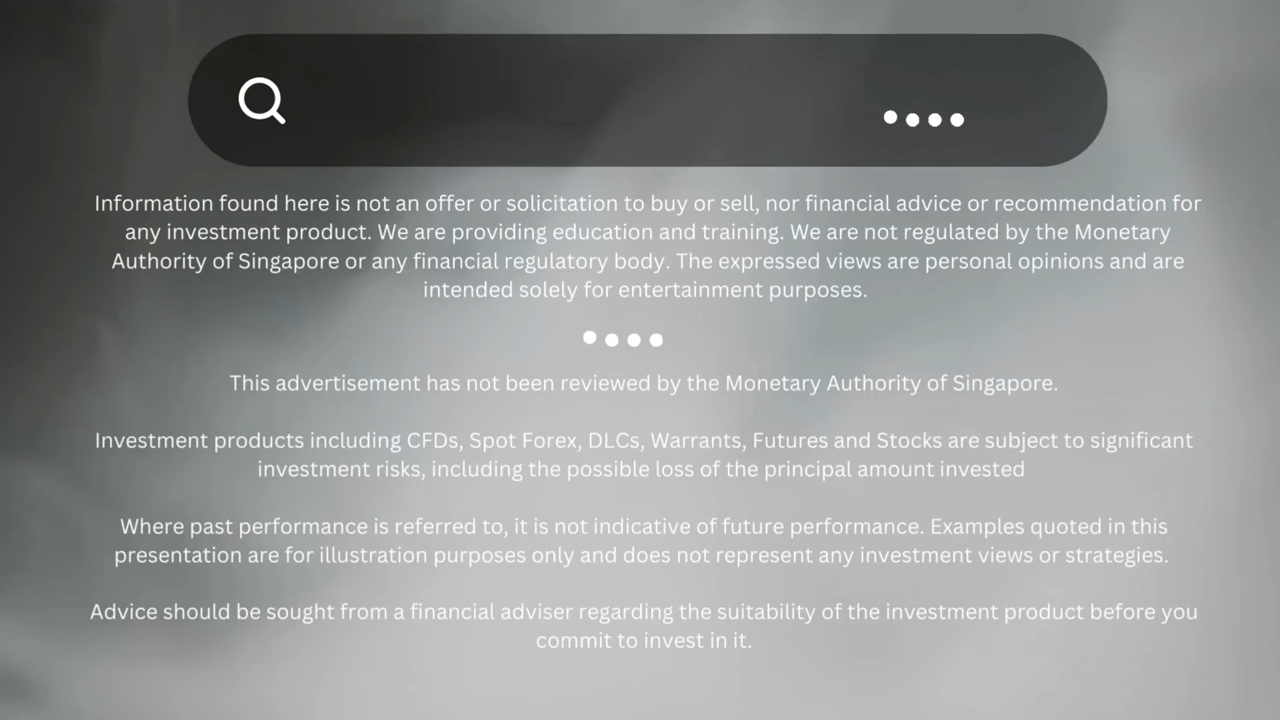 Information found here is not an offer or solicitation to buy or sell, nor financial advice or recommendation for
any investment product. We are providing education and training. We are not regulated by the Monetary
Authority of Singapore or any financial regulatory body. The expressed views are personal opinions and are
intended solely for entertainment purposes.
This advertisement has not been reviewed by the Monetary Authority of Singapore.
Investment products including CFDs, Spot Forex, DLCs, Warrants, Futures and Stocks are subject to significant
investment risks, including the possible loss of the principal amount invested
Where past performance is referred to, it is not indicative of future performance. Examples quoted in this
presentation are for illustration purposes only and does not represent any investment views or strategies.
Advice should be sought from a financial adviser regarding the suitability of the investment product before you
commit to invest in it.